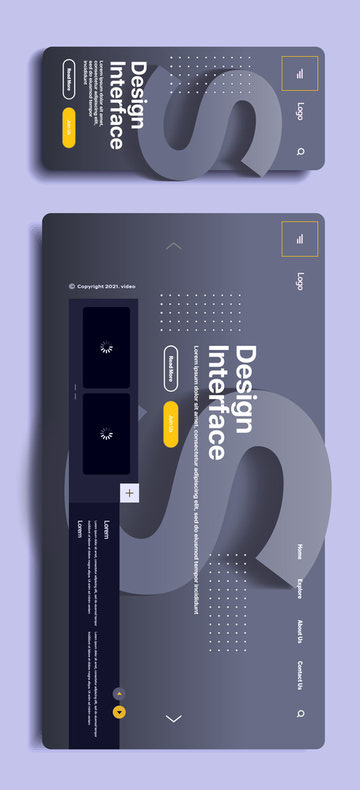 Logo
Design
Interface
Lorem ipsum dolor sit amet,
consectetur adipiscing elit,
sed do eiusmod tempor
incididunt
Read More
Join Us
S
Logo
Home
Explore
About Us
Contact Us
Design
Interface
Lorem ipsum dolor sit amet, consectetur adipiscing elit, sed do eiusmod tempor incididunt
Read More
Join Us
S
© Copyright 2021. video
Lorem
Lorem